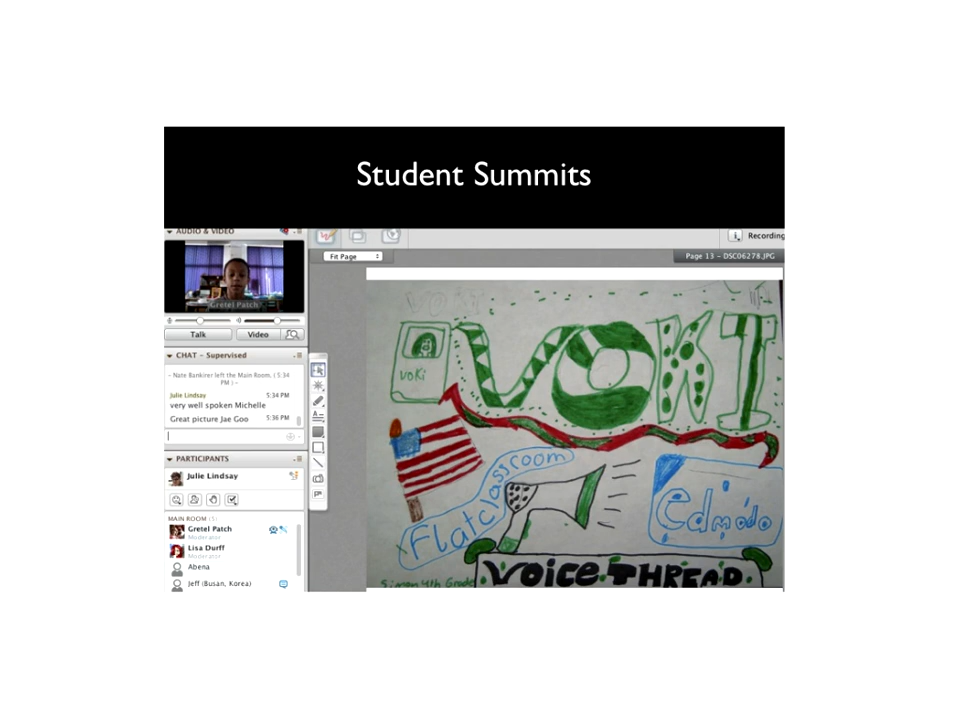 Student Summits
AUDIO & VIDEO
Gretel Patch
Talk
Video
CHAT - Supervised
- Nate Bankirer left the Main Room. ( 5:34
PM ) -
Julie Lindsay 5:34 PM
very well spoken Michelle
Great picture Jae Goo 5:36 PM
PARTICIPANTS
Julie Lindsay
MAIN ROOM (5)
Gretel Patch
Moderator
Lisa Durff
Moderator
Abena
Jeff (Busan, Korea)
Fit Page
Recording
Page 13 - DSC06278.JPG
VOKI
VOKI
voki
Flatclassroom
Edmodo
Voice THREAD
Simon 4th Grade